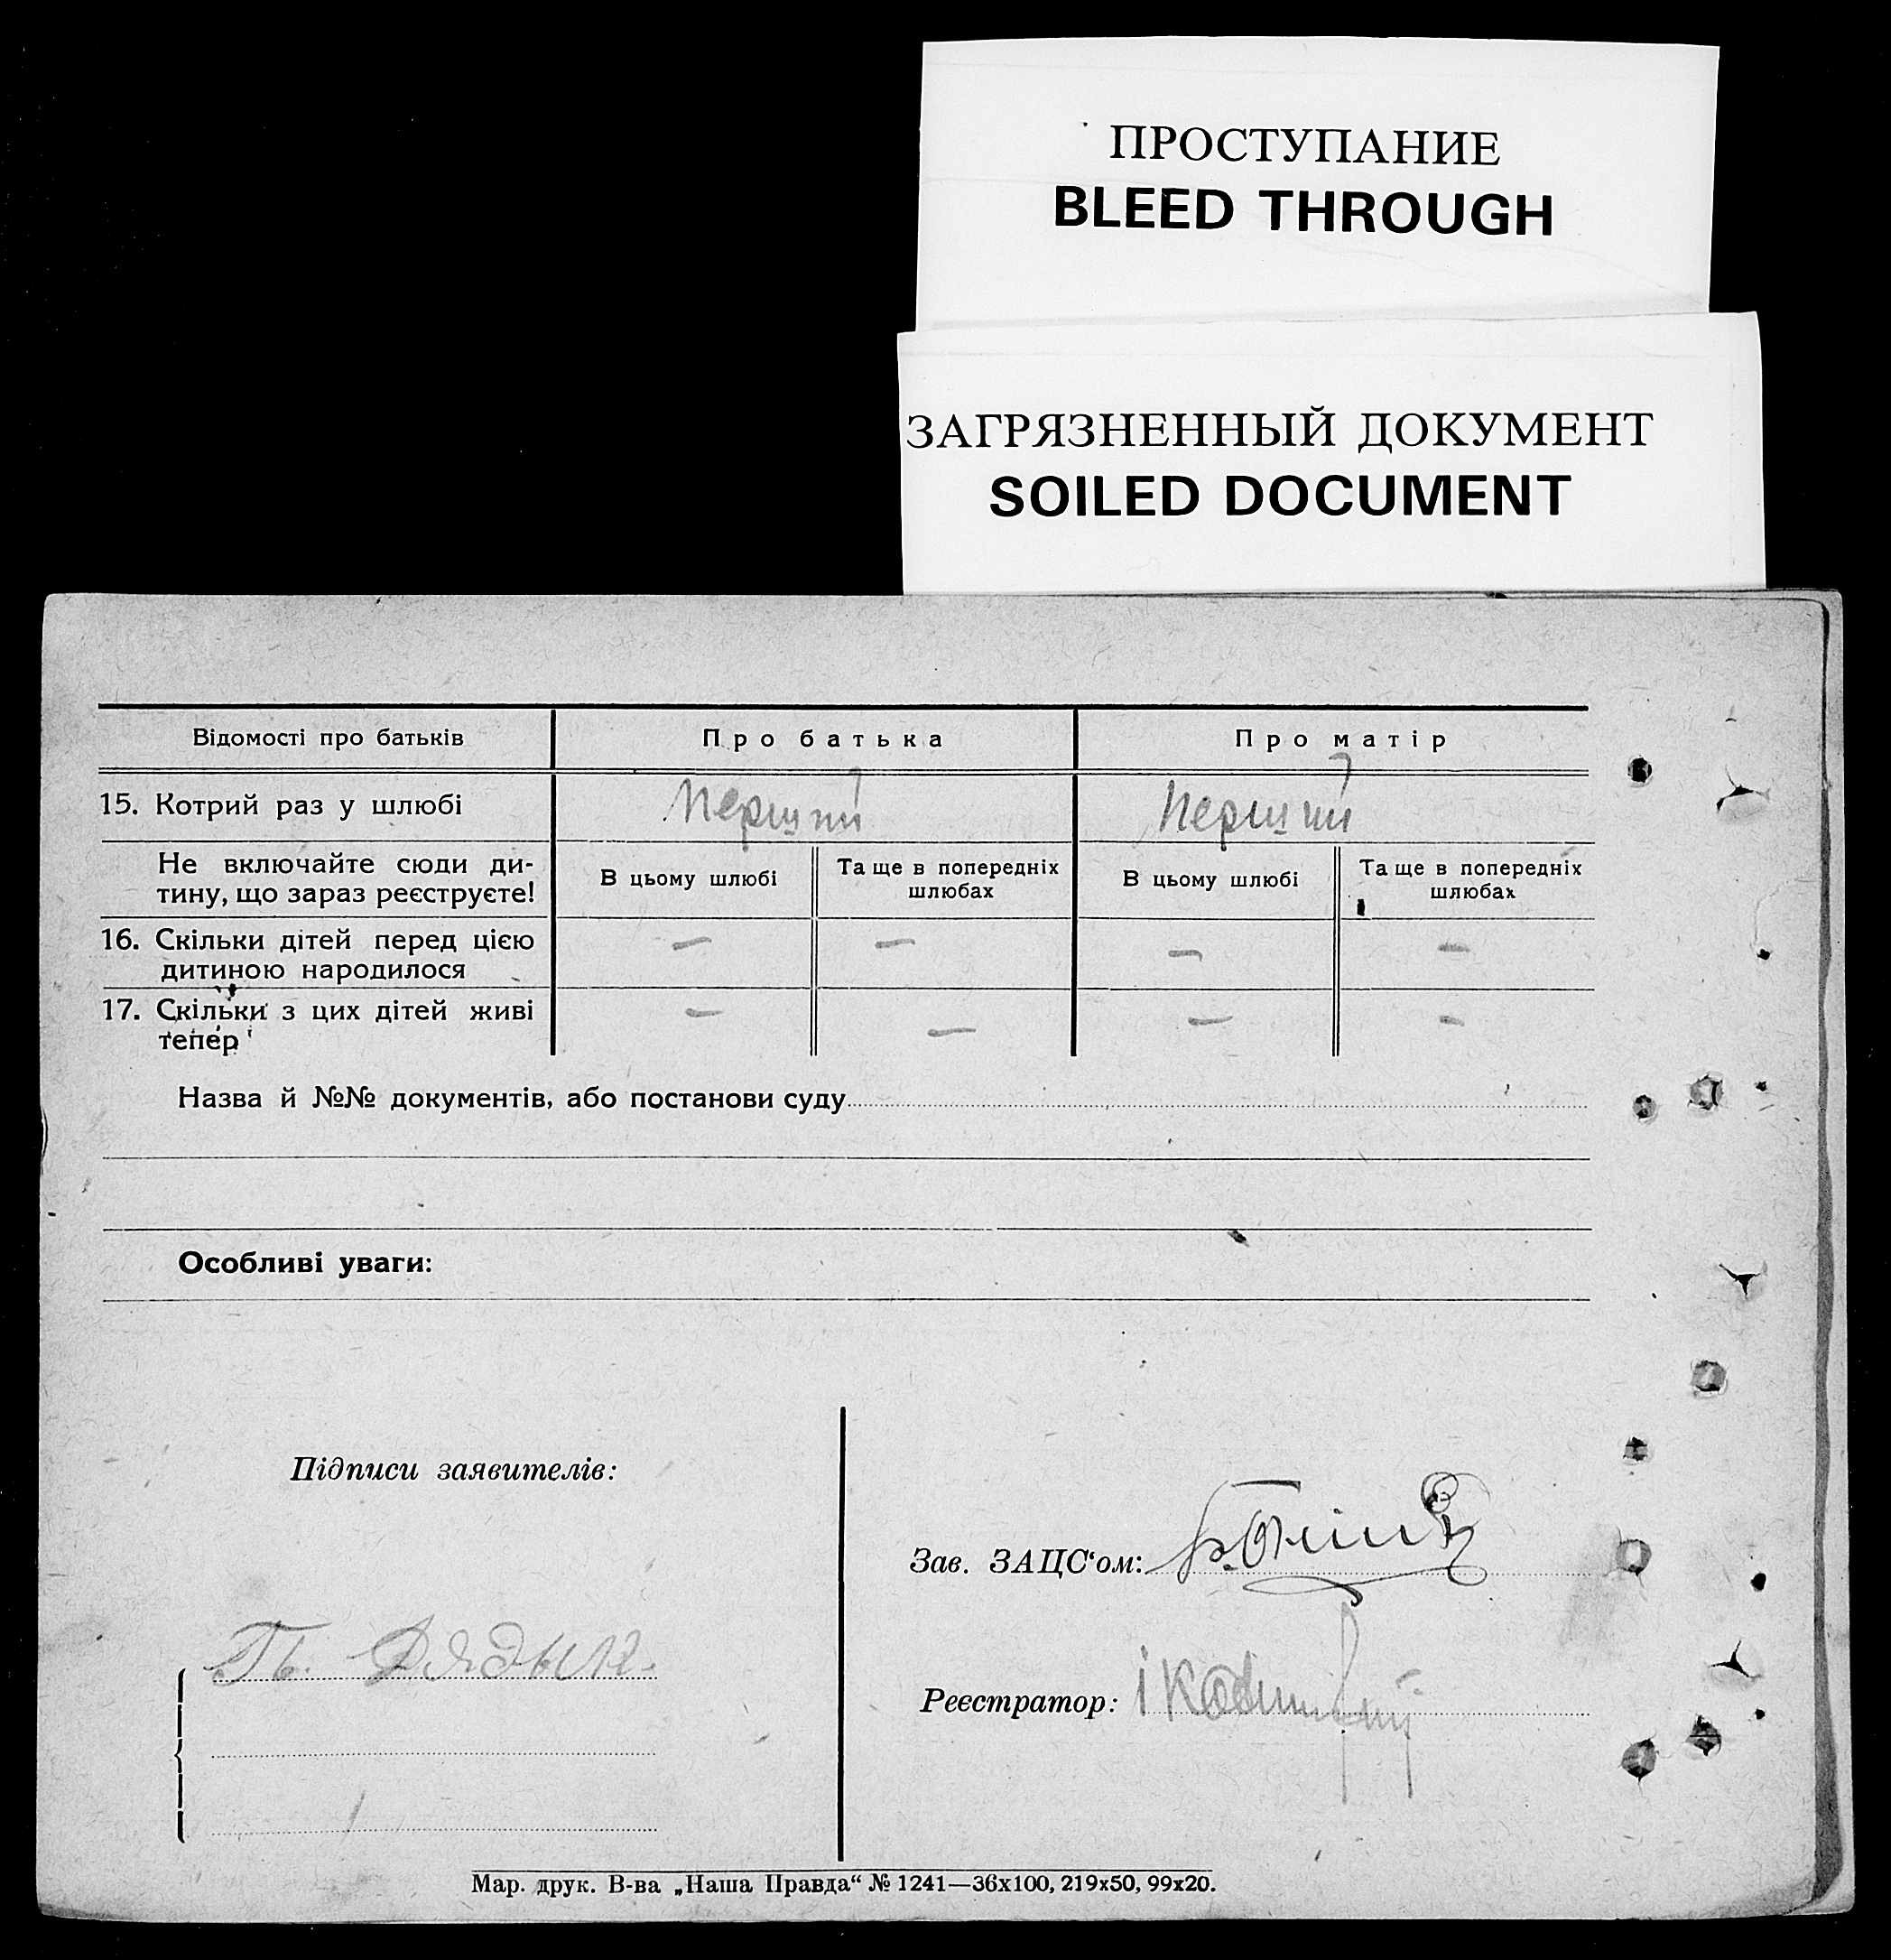 ПРОСТУПАНИЕ
BLEED THROUGH
ЗАГРЯЗНЕННЫЙ ДОКУМЕНТ
SOILED DOCUMENT
Відомості про батьків
Про батька
Про матір
15. Котрий раз у шлюбі
Перший
Перший
Не включайте сюди ди-
тину, що зараз реєструєте!
В цьому шлюбі
Та ще в попередніх
шлюбах
В цьому шлюбі
Та ще в попередніх
шлюбах
16. Скільки дітей перед цією
дитиною народилося
— — — —
17. Скільки з цих дітей живі
тепер
— — — —
Назва й №№ документів, або постанови суду
Особливі уваги:
Підписи заявителів:
Зав. ЗАЦС‘ом:
Реєстратор:
Мар. друк. В-ва „Наша Правда“ № 1241—36х100, 219х50, 99х20.